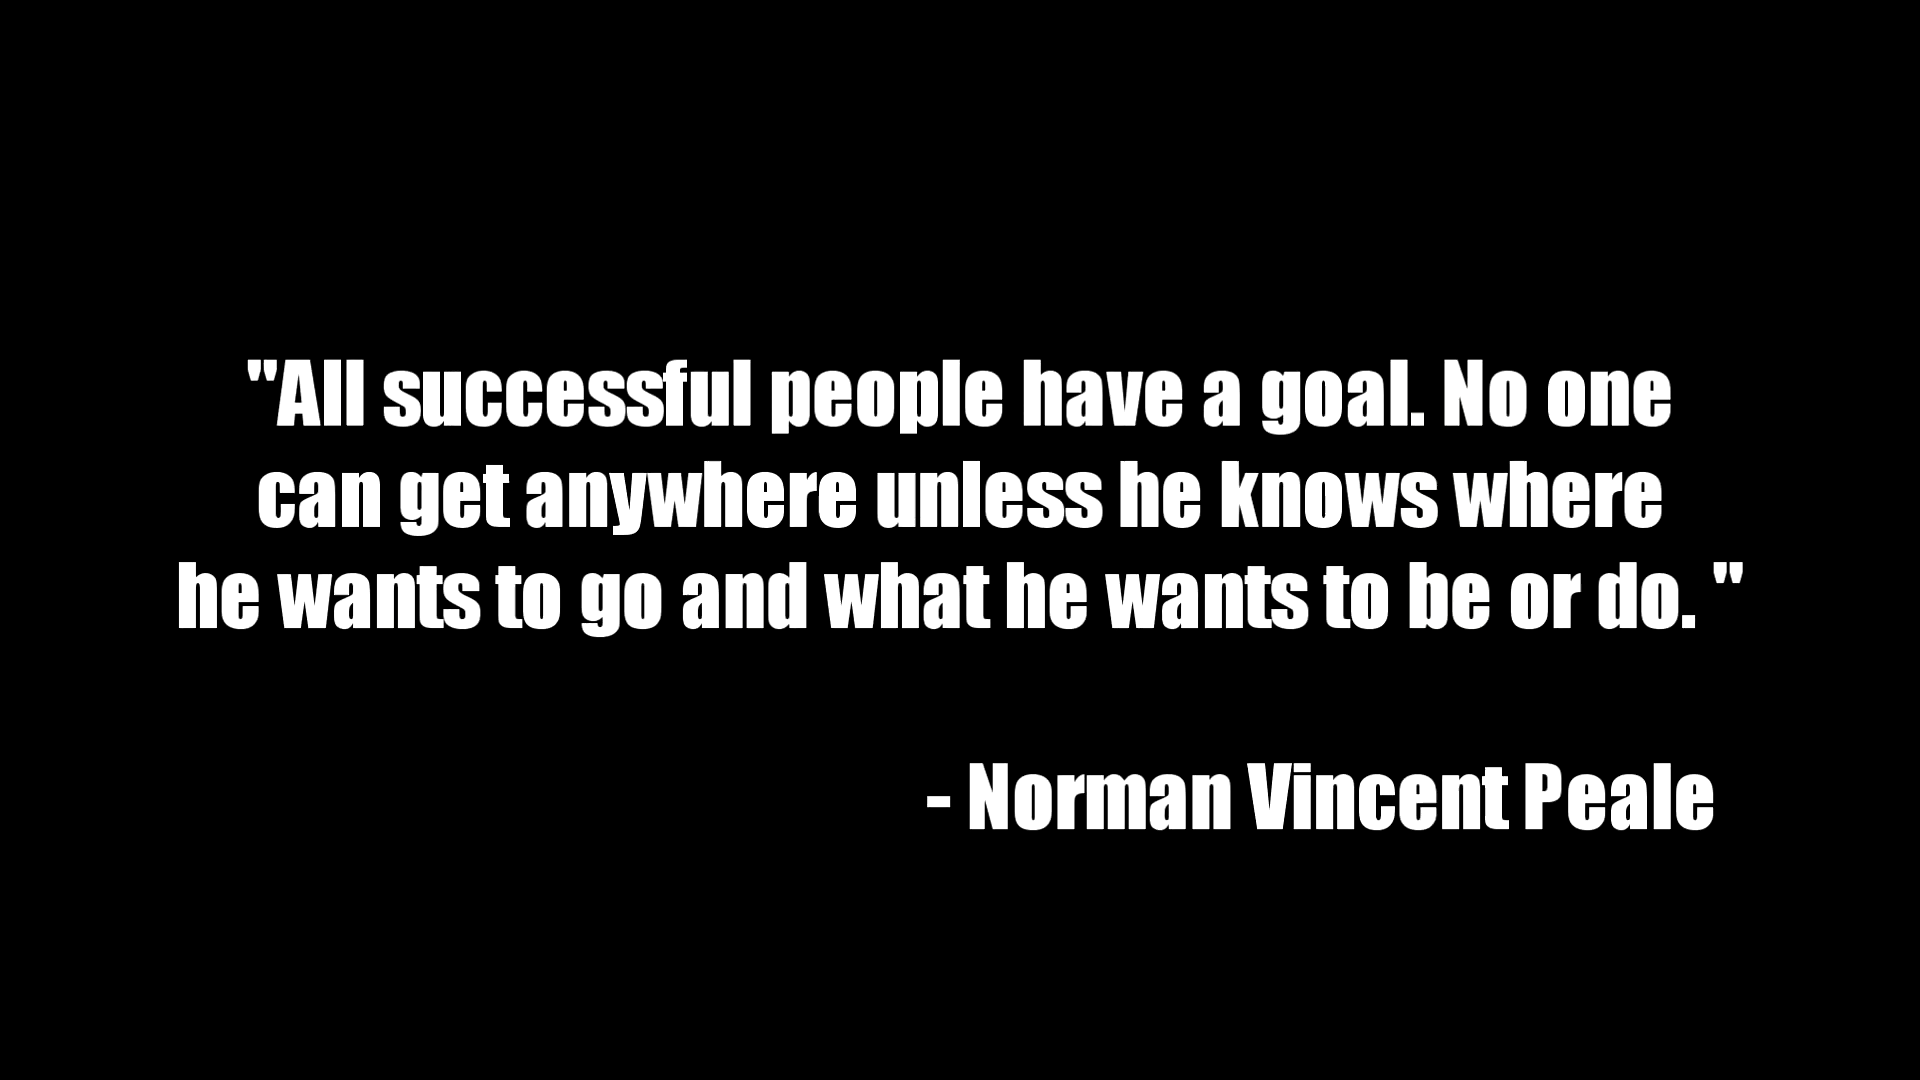 "All successful people have a goal. No one
can get anywhere unless he knows where
he wants to go and what he wants to be or do. "
- Norman Vincent Peale